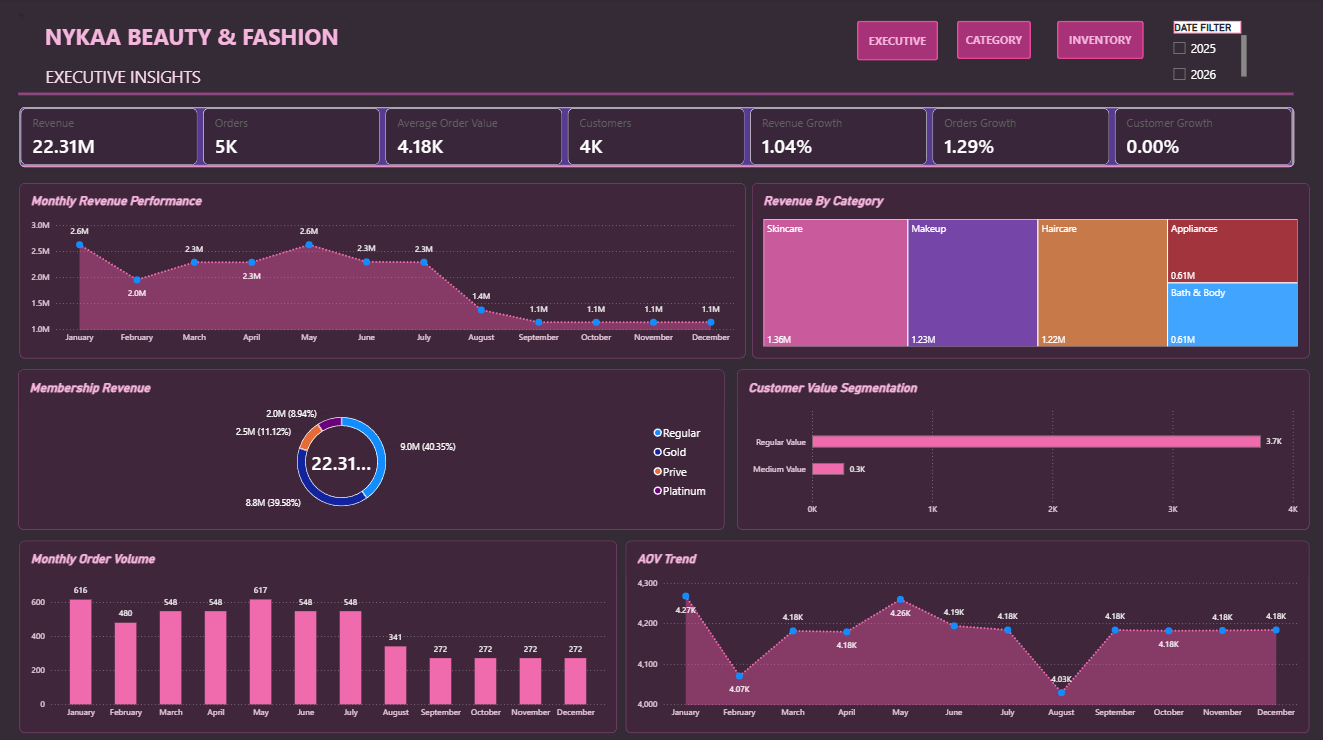 NYKAA BEAUTY & FASHION
EXECUTIVE INSIGHTS
EXECUTIVE
CATEGORY
INVENTORY
DATE FILTER
2025
2026
Revenue
22.31M
Orders
5K
Average Order Value
4.18K
Customers
4K
Revenue Growth
1.04%
Orders Growth
1.29%
Customer Growth
0.00%
Monthly Revenue Performance
3.0M
2.5M
2.0M
1.5M
1.0M
2.6M
2.0M
2.3M
2.3M
2.6M
2.3M
2.3M
1.4M
1.1M
1.1M
1.1M
1.1M
January
February
March
April
May
June
July
August
September
October
November
December
Revenue By Category
Skincare
1.36M
Makeup
1.23M
Haircare
1.22M
Appliances
0.61M
Bath & Body
0.61M
Membership Revenue
2.0M (8.94%)
2.5M (11.12%)
9.0M (40.35%)
8.8M (39.58%)
22.31...
Regular
Gold
Prive
Platinum
Customer Value Segmentation
Regular Value
3.7K
Medium Value
0.3K
0K
1K
2K
3K
4K
Monthly Order Volume
600
400
200
0
616
480
548
548
617
548
548
341
272
272
272
272
January
February
March
April
May
June
July
August
September
October
November
December
AOV Trend
4,300
4,200
4,100
4,000
4.27K
4.07K
4.18K
4.18K
4.26K
4.19K
4.18K
4.03K
4.18K
4.18K
4.18K
4.18K
January
February
March
April
May
June
July
August
September
October
November
December